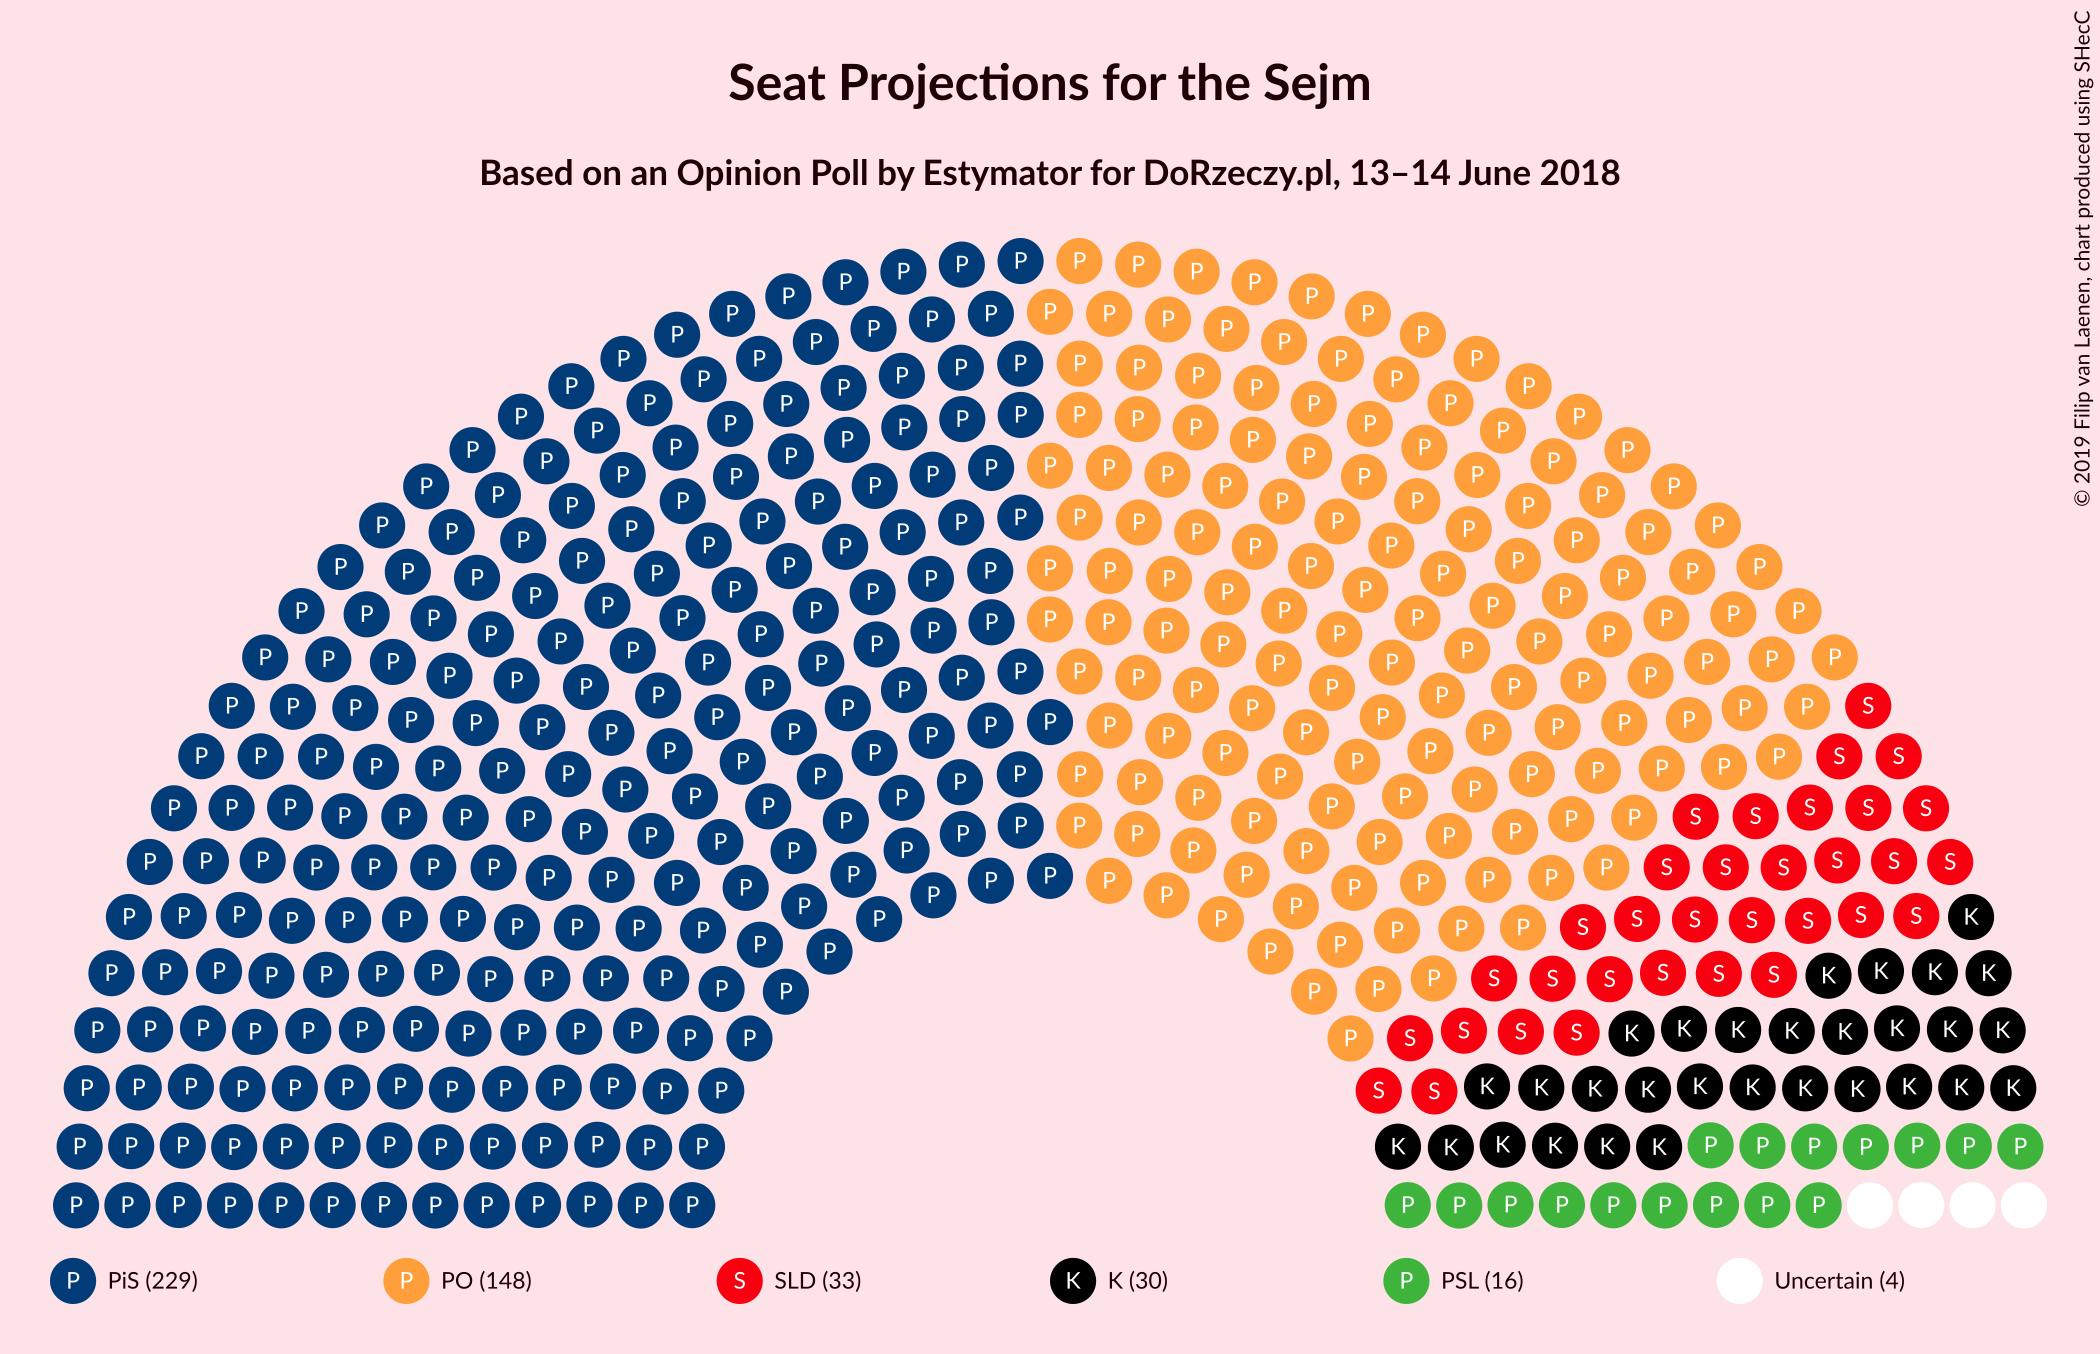 Seat Projections for the Sejm
Based on an Opinion Poll by Estymator for DoRzeczy.pl, 13–14 June 2018
© 2019 Filip van Laenen, chart produced using SHecC
P PiS (229)
P PO (148)
S SLD (33)
K K (30)
P PSL (16)
Uncertain (4)